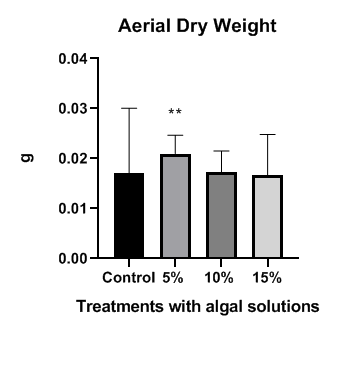 Aerial Dry Weight
0.04
0.03
**
0.02
g
0.01
0.00
Control 5% 10% 15%
Treatments with algal solutions